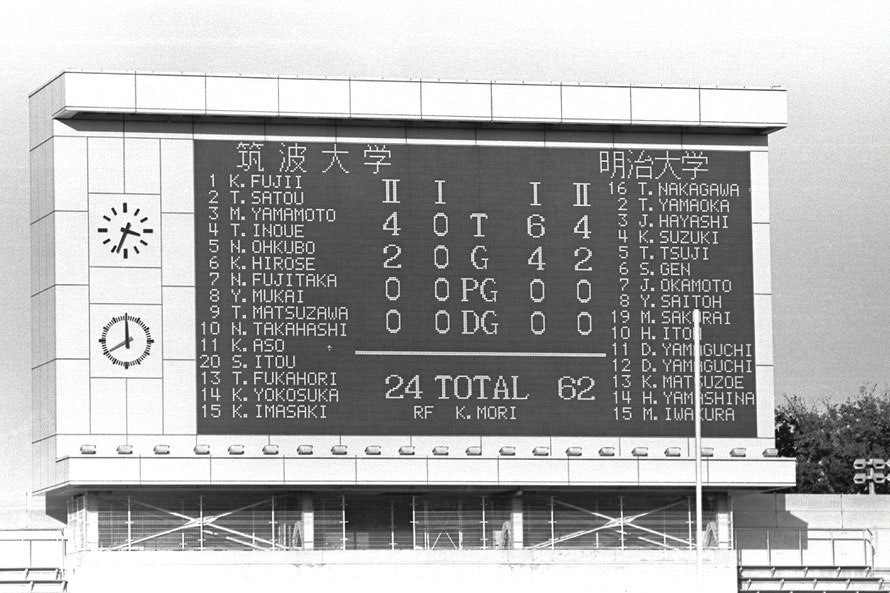 筑波大学
1 K.FUJII
2 T.SATOU
3 M.YAMAMOTO
4 T.INOUE
5 N.OHKUBO
6 K.HIROSE
7 N.FUJITAKA
8 Y.MUKAI
9 T.MATSUZAWA
10 N.TAKAHASHI
11 K.ASO
20 S.ITOU
13 T.FUKAHORI
14 K.YOKOSUKA
15 K.IMASAKI
II I I II
4 0 T 6 4
2 0 G 4 2
0 0 PG 0 0
0 0 DG 0 0
24 TOTAL 62
RF K.MORI
明治大学
16 T.NAKAGAWA
2 T.YAMAOKA
3 J.HAYASHI
4 K.SUZUKI
5 T.TSUJI
6 S.GEN
7 J.OKAMOTO
8 Y.SAITOH
19 M.SAKURAI
10 H.ITOU
11 D.YAMAGUCHI
12 D.YAMAGUCHI
13 K.MATSUZOE
14 H.YAMASHINA
15 M.IWAKURA